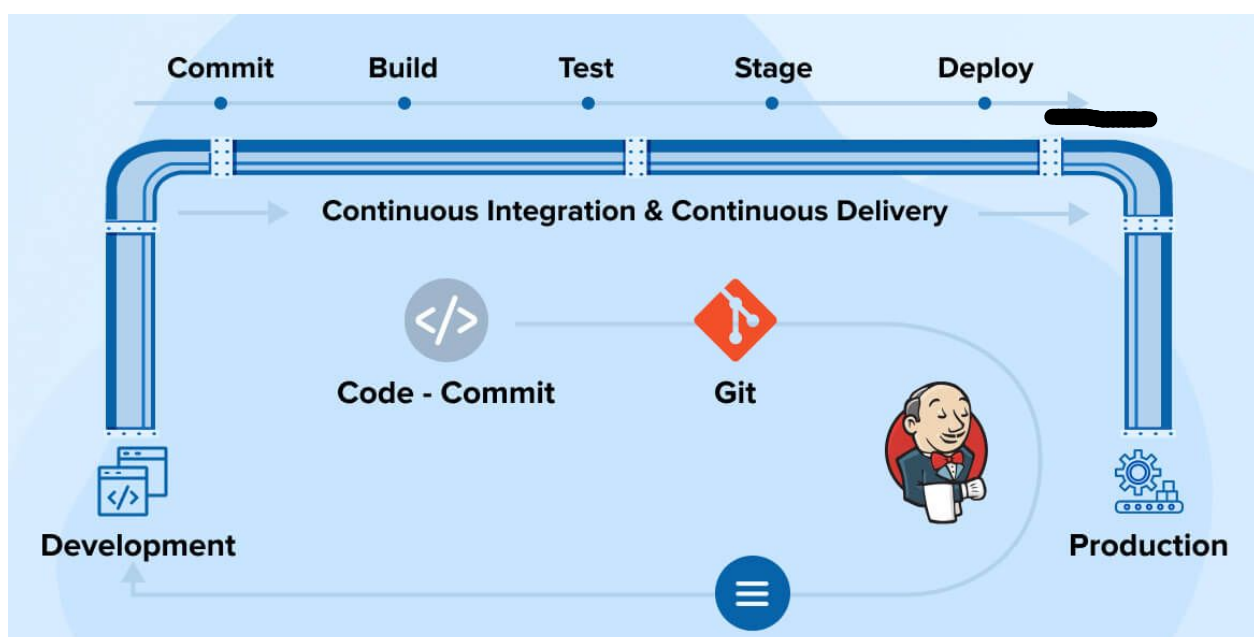 Commit Build Test Stage Deploy
Continuous Integration & Continuous Delivery
</>
Code - Commit
Git
</>
Development
Production